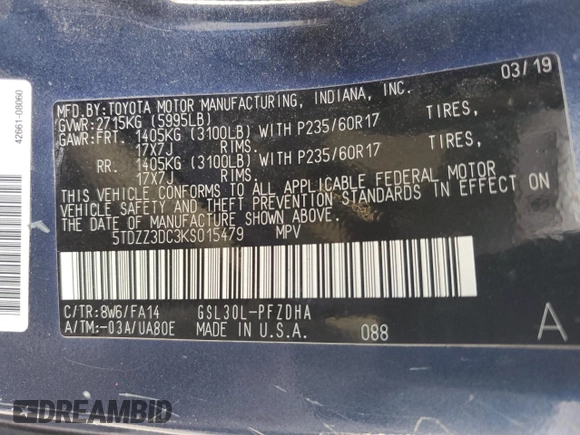 42661-08060
03/19
MFD.BY:TOYOTA MOTOR MANUFACTURING, INDIANA, INC.
GVWR:2715KG (5995LB)
GAWR:FRT. 1405KG (3100LB) WITH P235/60R17 TIRES,
17X7J RIMS.
RR. 1405KG (3100LB) WITH P235/60R17 TIRES,
17X7J RIMS.
THIS VEHICLE CONFORMS TO ALL APPLICABLE FEDERAL MOTOR
VEHICLE SAFETY AND THEFT PREVENTION STANDARDS IN EFFECT ON
THE DATE OF MANUFACTURE SHOWN ABOVE.
5TDZZ3DC3KS015479 MPV
C/TR:8W6/FA14 GSL30L-PFZDHA
A/TM:-03A/UA80E MADE IN U.S.A. 088 A
DREAMBID